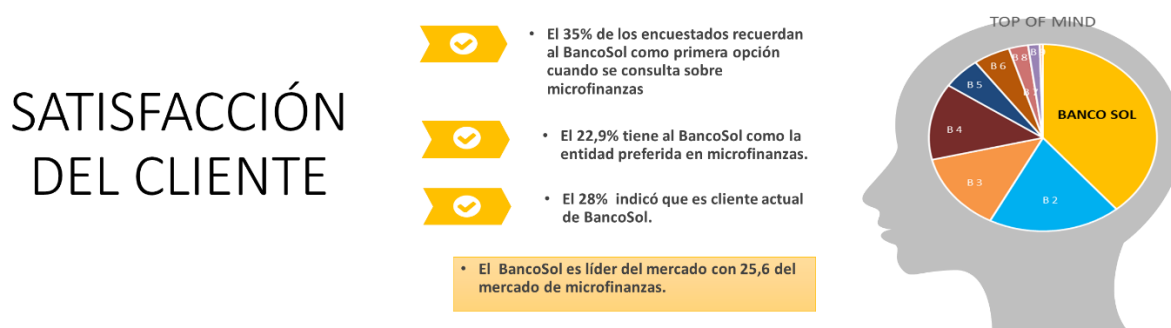 SATISFACCIÓN
DEL CLIENTE
• El 35% de los encuestados recuerdan
al BancoSol como primera opción
cuando se consulta sobre
microfinanzas
• El 22,9% tiene al BancoSol como la
entidad preferida en microfinanzas.
• El 28% indicó que es cliente actual
de BancoSol.
• El BancoSol es líder del mercado con 25,6 del
mercado de microfinanzas.
TOP OF MIND
BANCO SOL
B 2
B 3
B 4
B 5
B 6
B 8